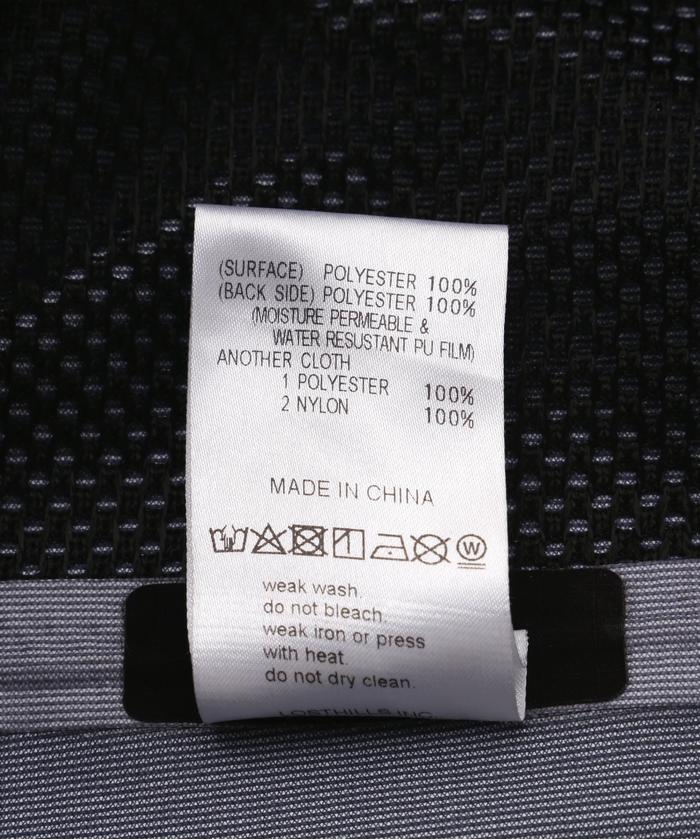 (SURFACE) POLYESTER 100%
(BACK SIDE) POLYESTER 100%
(MOISTURE PERMEABLE &
WATER RESUSTANT PU FILM)
ANOTHER CLOTH
1 POLYESTER 100%
2 NYLON 100%
MADE IN CHINA
W
weak wash.
do not bleach.
weak iron or press
with heat.
do not dry clean.
LOSTHILLS INC.